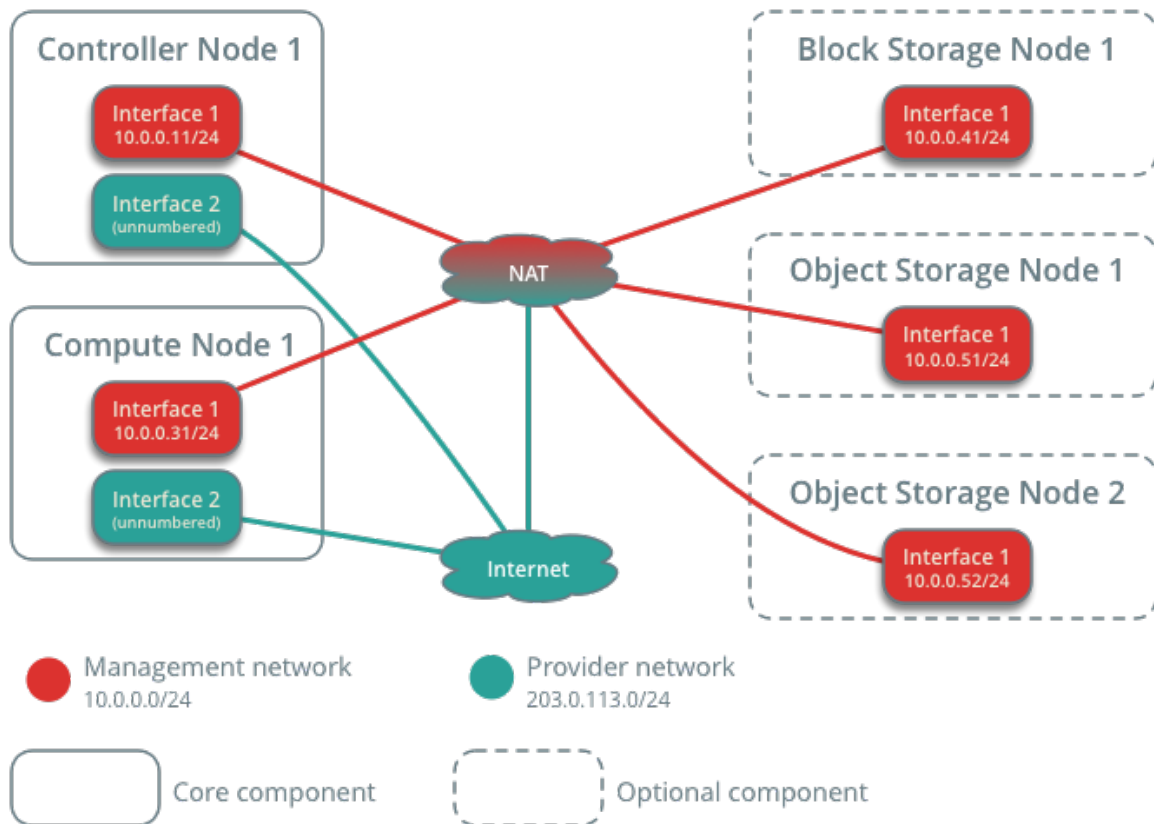 Controller Node 1
Interface 1
10.0.0.11/24
Interface 2
(unnumbered)
Compute Node 1
Interface 1
10.0.0.31/24
Interface 2
(unnumbered)
NAT
Internet
Block Storage Node 1
Interface 1
10.0.0.41/24
Object Storage Node 1
Interface 1
10.0.0.51/24
Object Storage Node 2
Interface 1
10.0.0.52/24
Management network
10.0.0.0/24
Provider network
203.0.113.0/24
Core component
Optional component